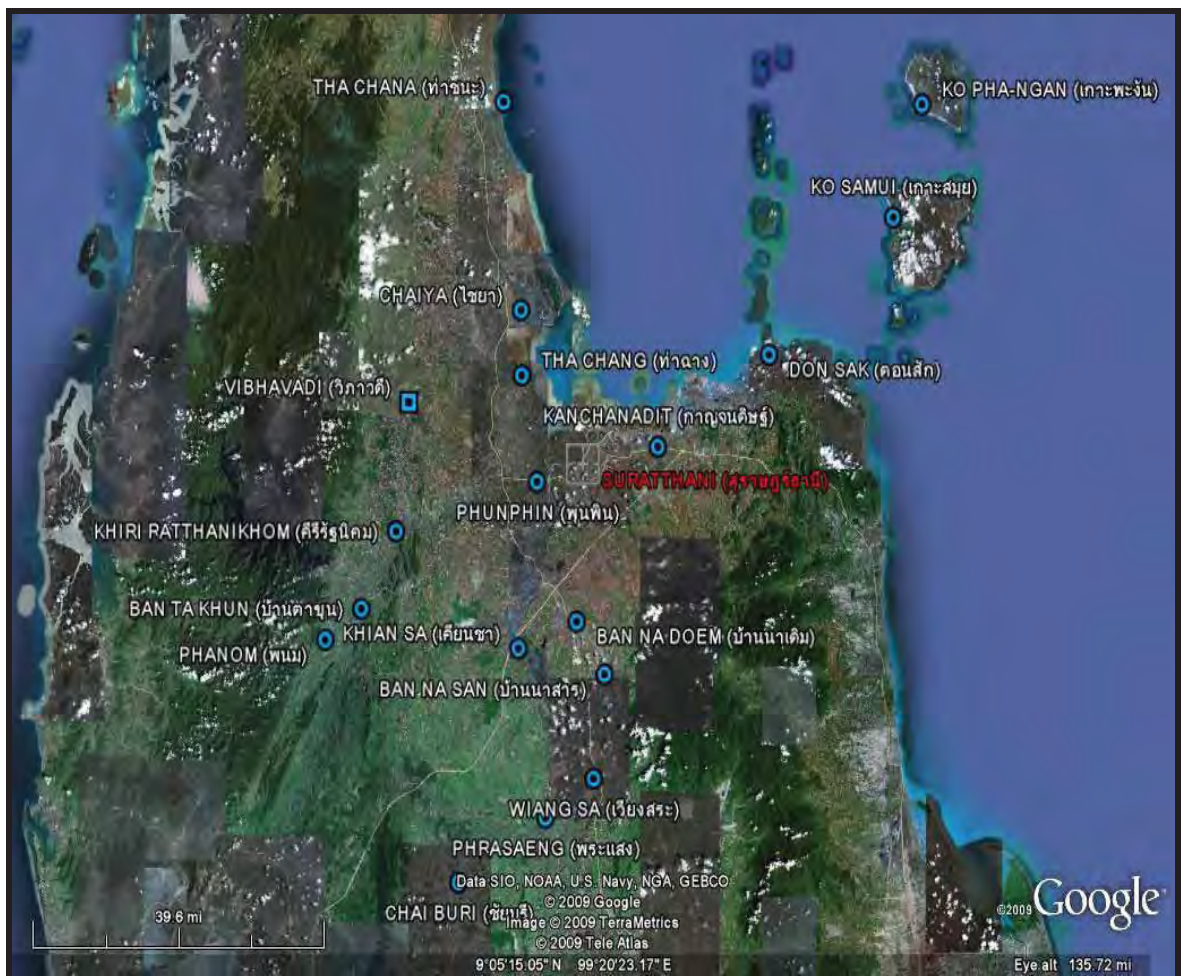 THA CHANA (ท่าชนะ)
KO PHA-NGAN (เกาะพะงัน)
KO SAMUI (เกาะสมุย)
CHAIYA (ไชยา)
THA CHANG (ท่าฉาง)
DON SAK (ดอนสัก)
VIBHAVADI (วิภาวดี)
KANCHANADIT (กาญจนดิษฐ์)
SURATTHANI (สุราษฎร์ธานี)
PHUNPHIN (พุนพิน)
KHIRI RATTHANIKHOM (คีรีรัฐนิคม)
BAN TA KHUN (บ้านตาขุน)
KHIAN SA (เคียนซา)
BAN NA DOEM (บ้านนาเดิม)
PHANOM (พนม)
BAN NA SAN (บ้านนาสาร)
WIANG SA (เวียงสระ)
PHRASAENG (พระแสง)
Data SIO, NOAA, U.S. Navy, NGA, GEBCO
© 2009 Google
CHAI BURI (ชัยบุรี)
Image © 2009 TerraMetrics
© 2009 Tele Atlas
39.6 mi
©2009 Google
9°05'15.05" N 99°20'23.17" E
Eye alt 135.72 mi